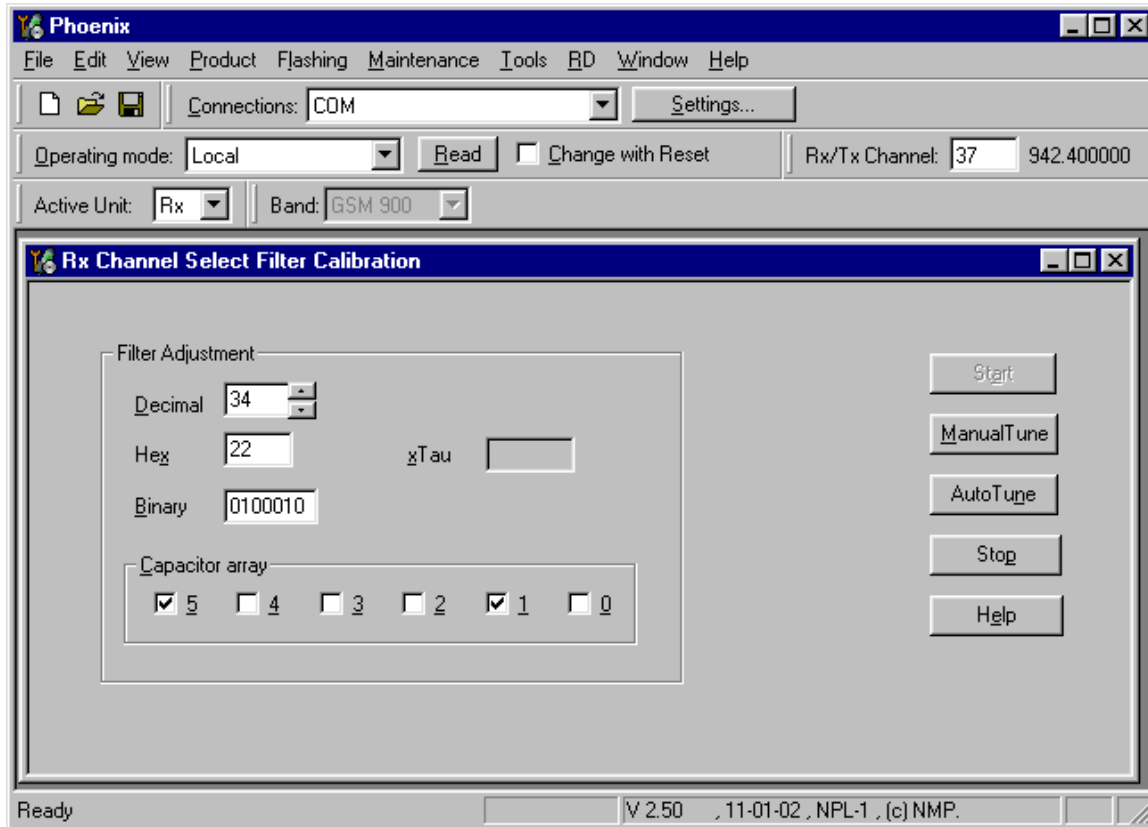 Phoenix
File Edit View Product Flashing Maintenance Tools RD Window Help
Connections: COM Settings...
Operating mode: Local Read Change with Reset Rx/Tx Channel: 37 942.400000
Active Unit: Rx Band: GSM 900
Rx Channel Select Filter Calibration
Filter Adjustment
Start
Decimal 34
ManualTune
Hex 22 xTau
AutoTune
Binary 0100010
Stop
Capacitor array
5 4 3 2 1 0
Help
Ready V 2.50 , 11-01-02 , NPL-1 , (c) NMP.